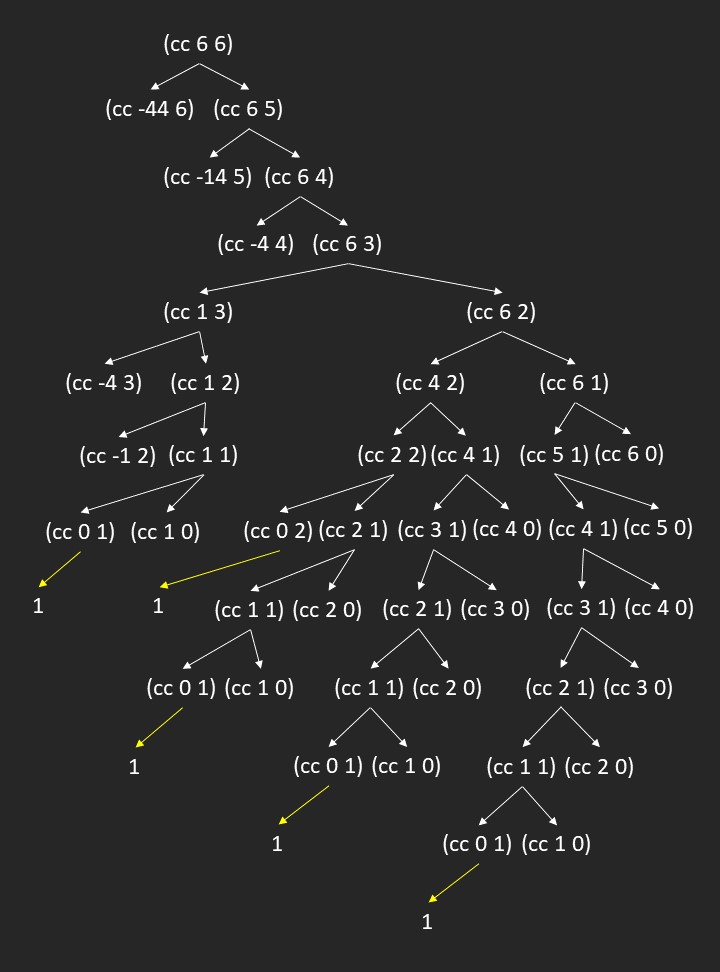 (cc 6 6)
(cc -44 6) (cc 6 5)
(cc -14 5) (cc 6 4)
(cc -4 4) (cc 6 3)
(cc 1 3) (cc 6 2)
(cc -4 3) (cc 1 2) (cc 4 2) (cc 6 1)
(cc -1 2) (cc 1 1) (cc 2 2) (cc 4 1) (cc 5 1) (cc 6 0)
(cc 0 1) (cc 1 0) (cc 0 2) (cc 2 1) (cc 3 1) (cc 4 0) (cc 4 1) (cc 5 0)
1 1 (cc 1 1) (cc 2 0) (cc 2 1) (cc 3 0) (cc 3 1) (cc 4 0)
(cc 0 1) (cc 1 0) (cc 1 1) (cc 2 0) (cc 2 1) (cc 3 0)
1 (cc 0 1) (cc 1 0) (cc 1 1) (cc 2 0)
1 (cc 0 1) (cc 1 0)
1